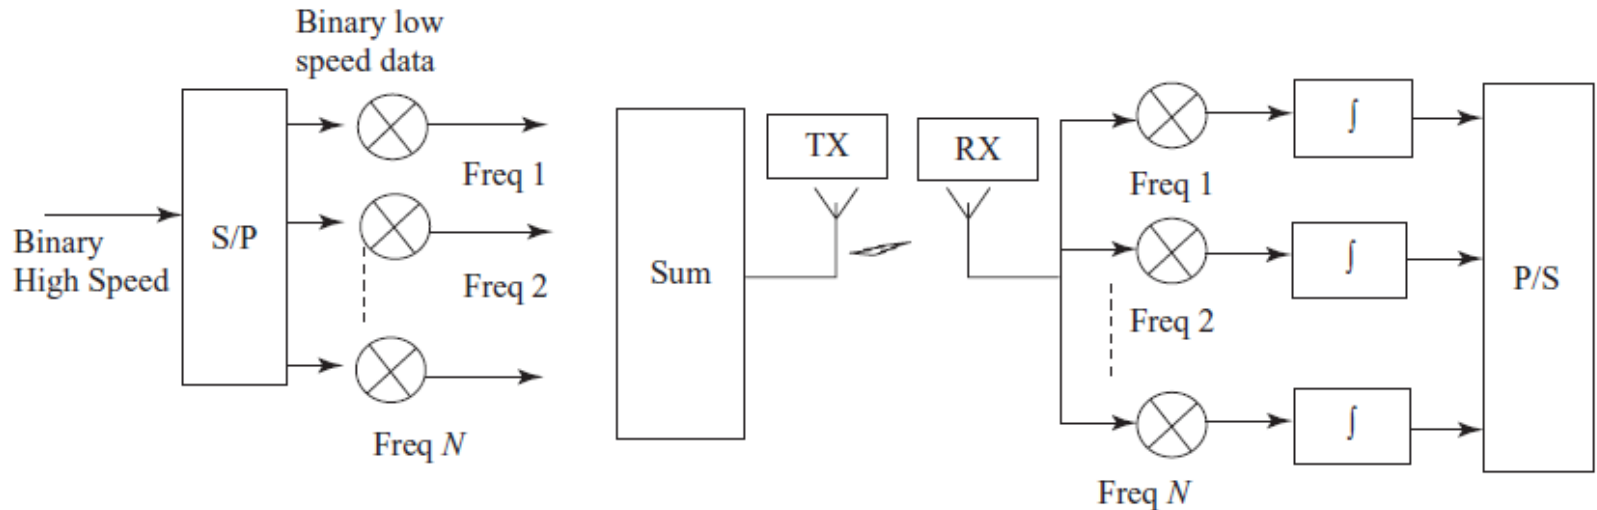 Binary low
speed data
Binary
High Speed
S/P
Freq 1
Freq 2
Freq N
Sum
TX
RX
Freq 1
Freq 2
Freq N
∫
∫
∫
P/S